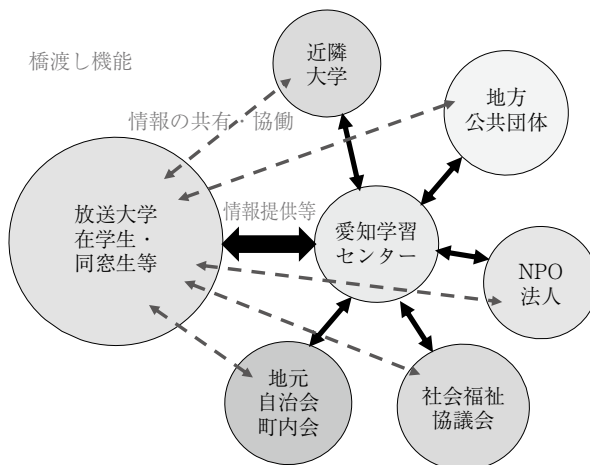 橋渡し機能
近隣
大学
地方
公共団体
情報の共有・協働
放送大学
在学生・
同窓生等
情報提供等
愛知学習
センター
NPO
法人
地元
自治会
町内会
社会福祉
協議会